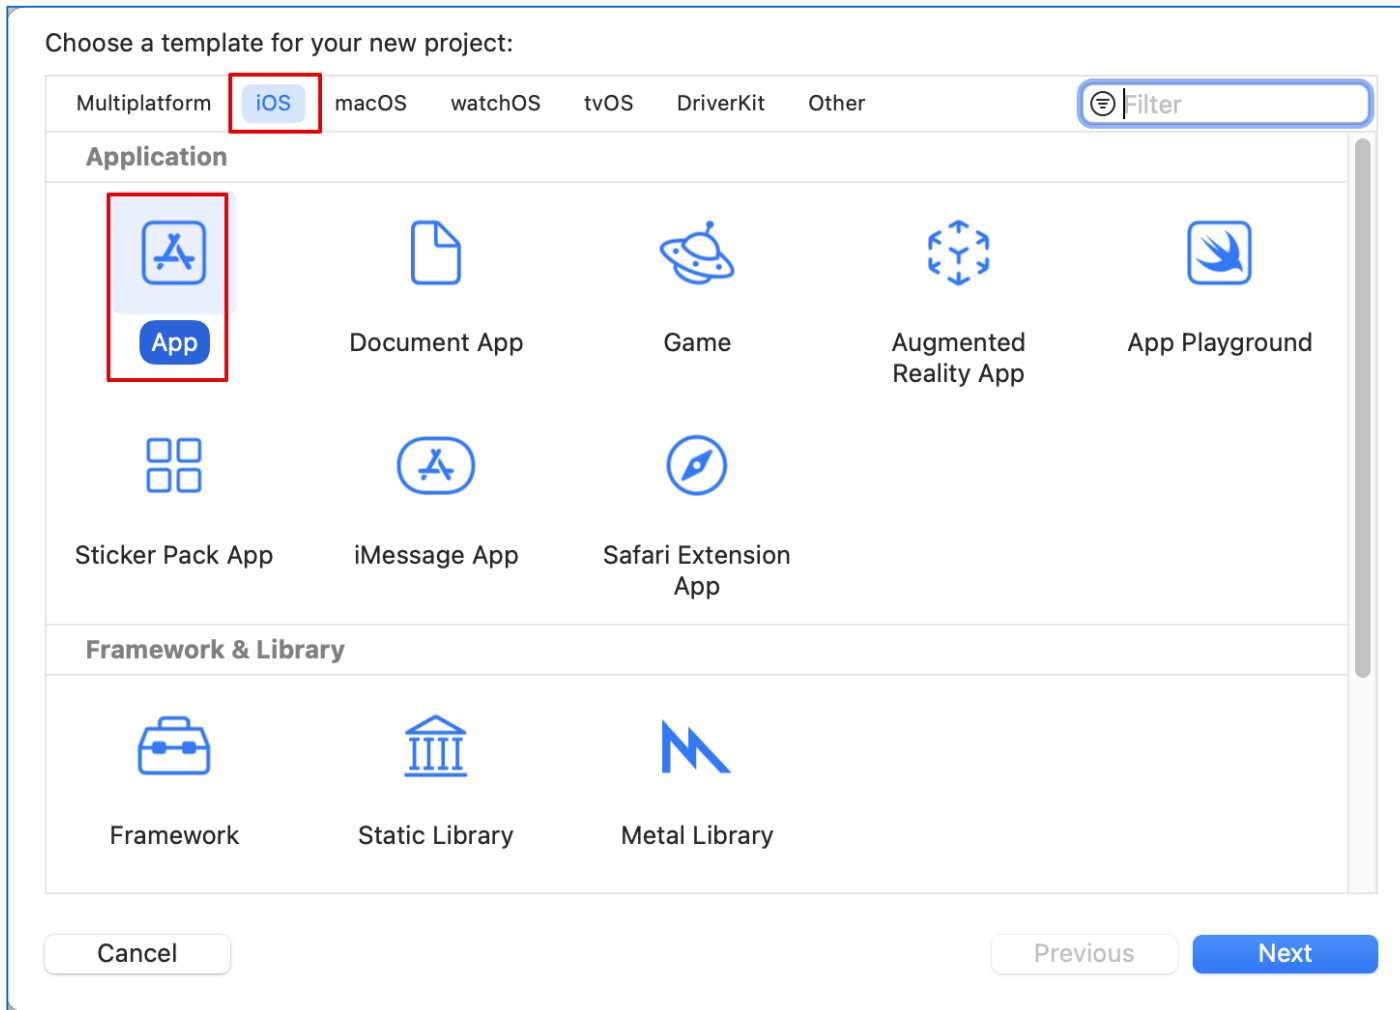 Choose a template for your new project:
Multiplatform iOS macOS watchOS tvOS DriverKit Other Filter
Application
App Document App Game Augmented Reality App App Playground
Sticker Pack App iMessage App Safari Extension App
Framework & Library
Framework Static Library Metal Library
Cancel Previous Next